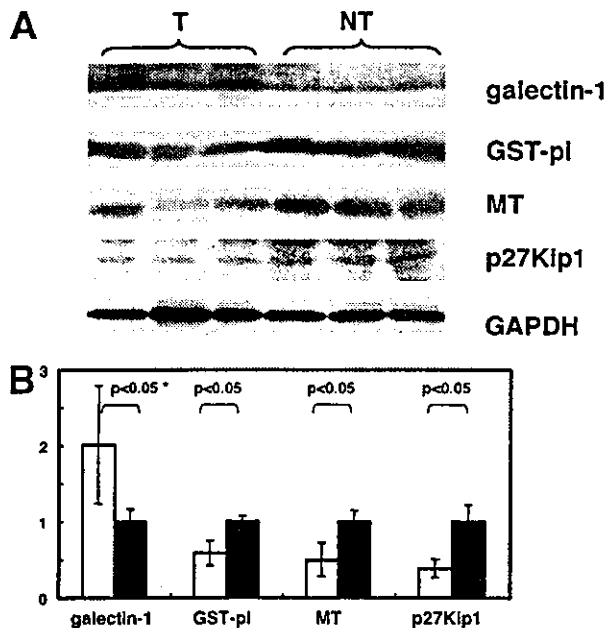 A
T NT
galectin-1
GST-pi
MT
p27Kip1
GAPDH
B
p<0.05 * p<0.05 p<0.05 p<0.05
3
2
1
0
galectin-1 GST-pi MT p27Kip1